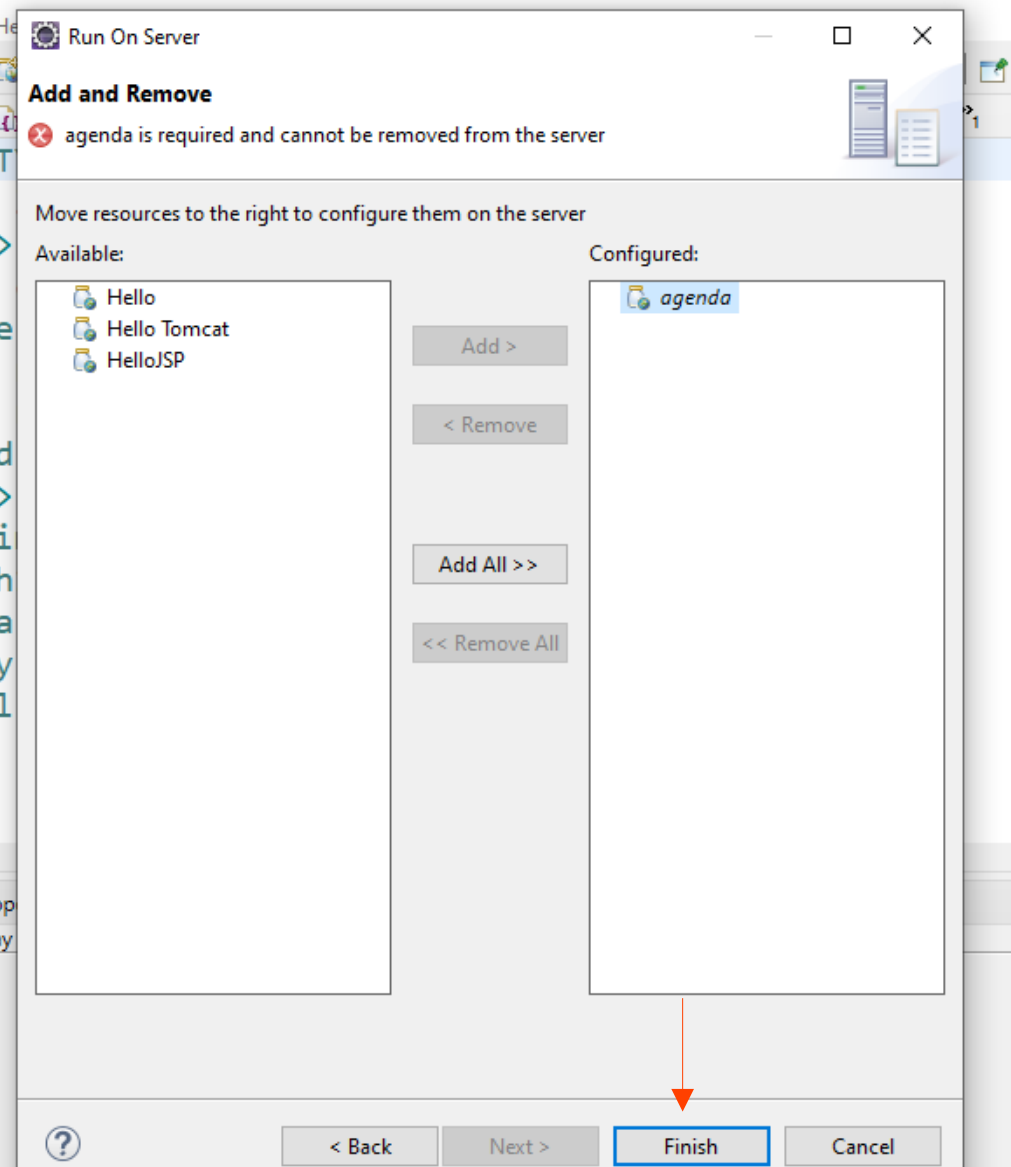 Run On Server
Add and Remove
agenda is required and cannot be removed from the server
Move resources to the right to configure them on the server
Available:
Configured:
Hello
Hello Tomcat
HelloJSP
agenda
Add >
< Remove
Add All >>
<< Remove All
< Back
Next >
Finish
Cancel